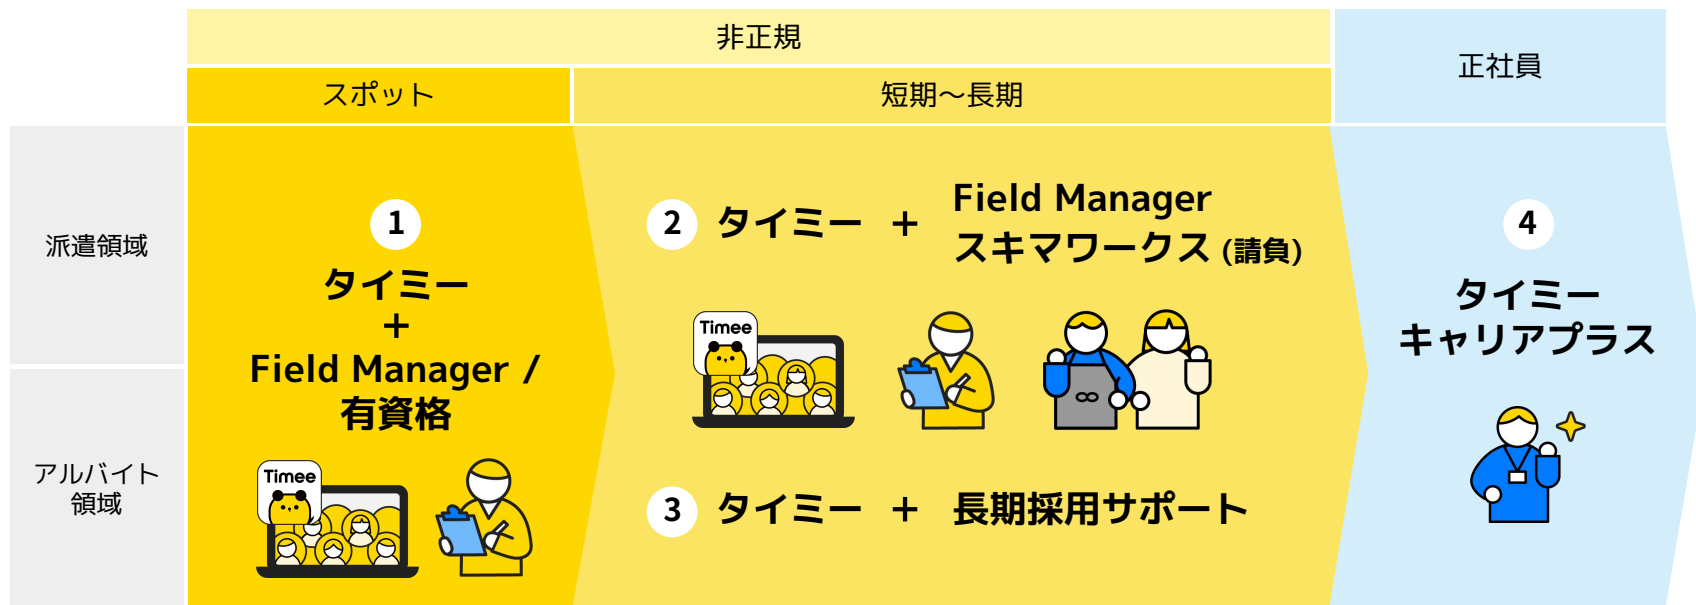 非正規
正社員
スポット
短期〜長期
派遣領域
アルバイト
領域
1
タイミー
+
Field Manager /
有資格
Timee
2 タイミー + Field Manager
スキマワークス (請負)
Timee
3 タイミー + 長期採用サポート
4
タイミー
キャリアプラス